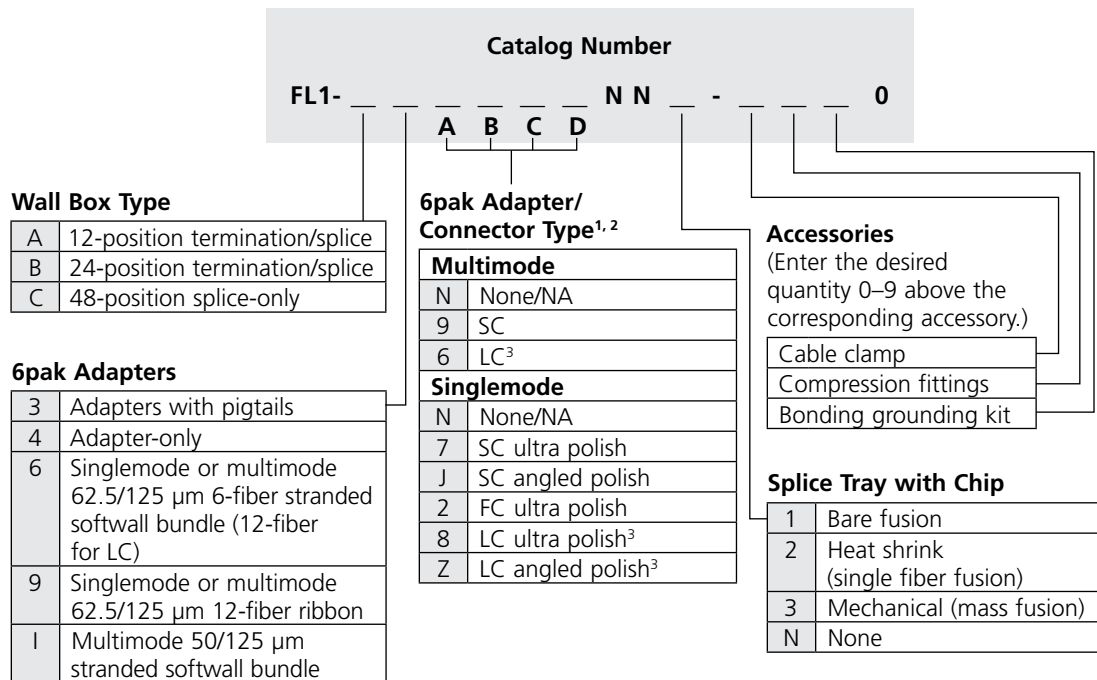 Catalog Number
FL1- __ __ __ __ __ __ N N __ - __ __ __ 0
A B C D
Wall Box Type
A 12-position termination/splice
B 24-position termination/splice
C 48-position splice-only
6pak Adapters
3 Adapters with pigtails
4 Adapter-only
6 Singlemode or multimode
62.5/125 µm 6-fiber stranded
softwall bundle (12-fiber
for LC)
9 Singlemode or multimode
62.5/125 µm 12-fiber ribbon
I Multimode 50/125 µm
stranded softwall bundle
6pak Adapter/
Connector Type1, 2
Multimode
N None/NA
9 SC
6 LC3
Singlemode
N None/NA
7 SC ultra polish
J SC angled polish
2 FC ultra polish
8 LC ultra polish3
Z LC angled polish3
Accessories
(Enter the desired
quantity 0–9 above the
corresponding accessory.)
Cable clamp
Compression fittings
Bonding grounding kit
Splice Tray with Chip
1 Bare fusion
2 Heat shrink
(single fiber fusion)
3 Mechanical (mass fusion)
N None